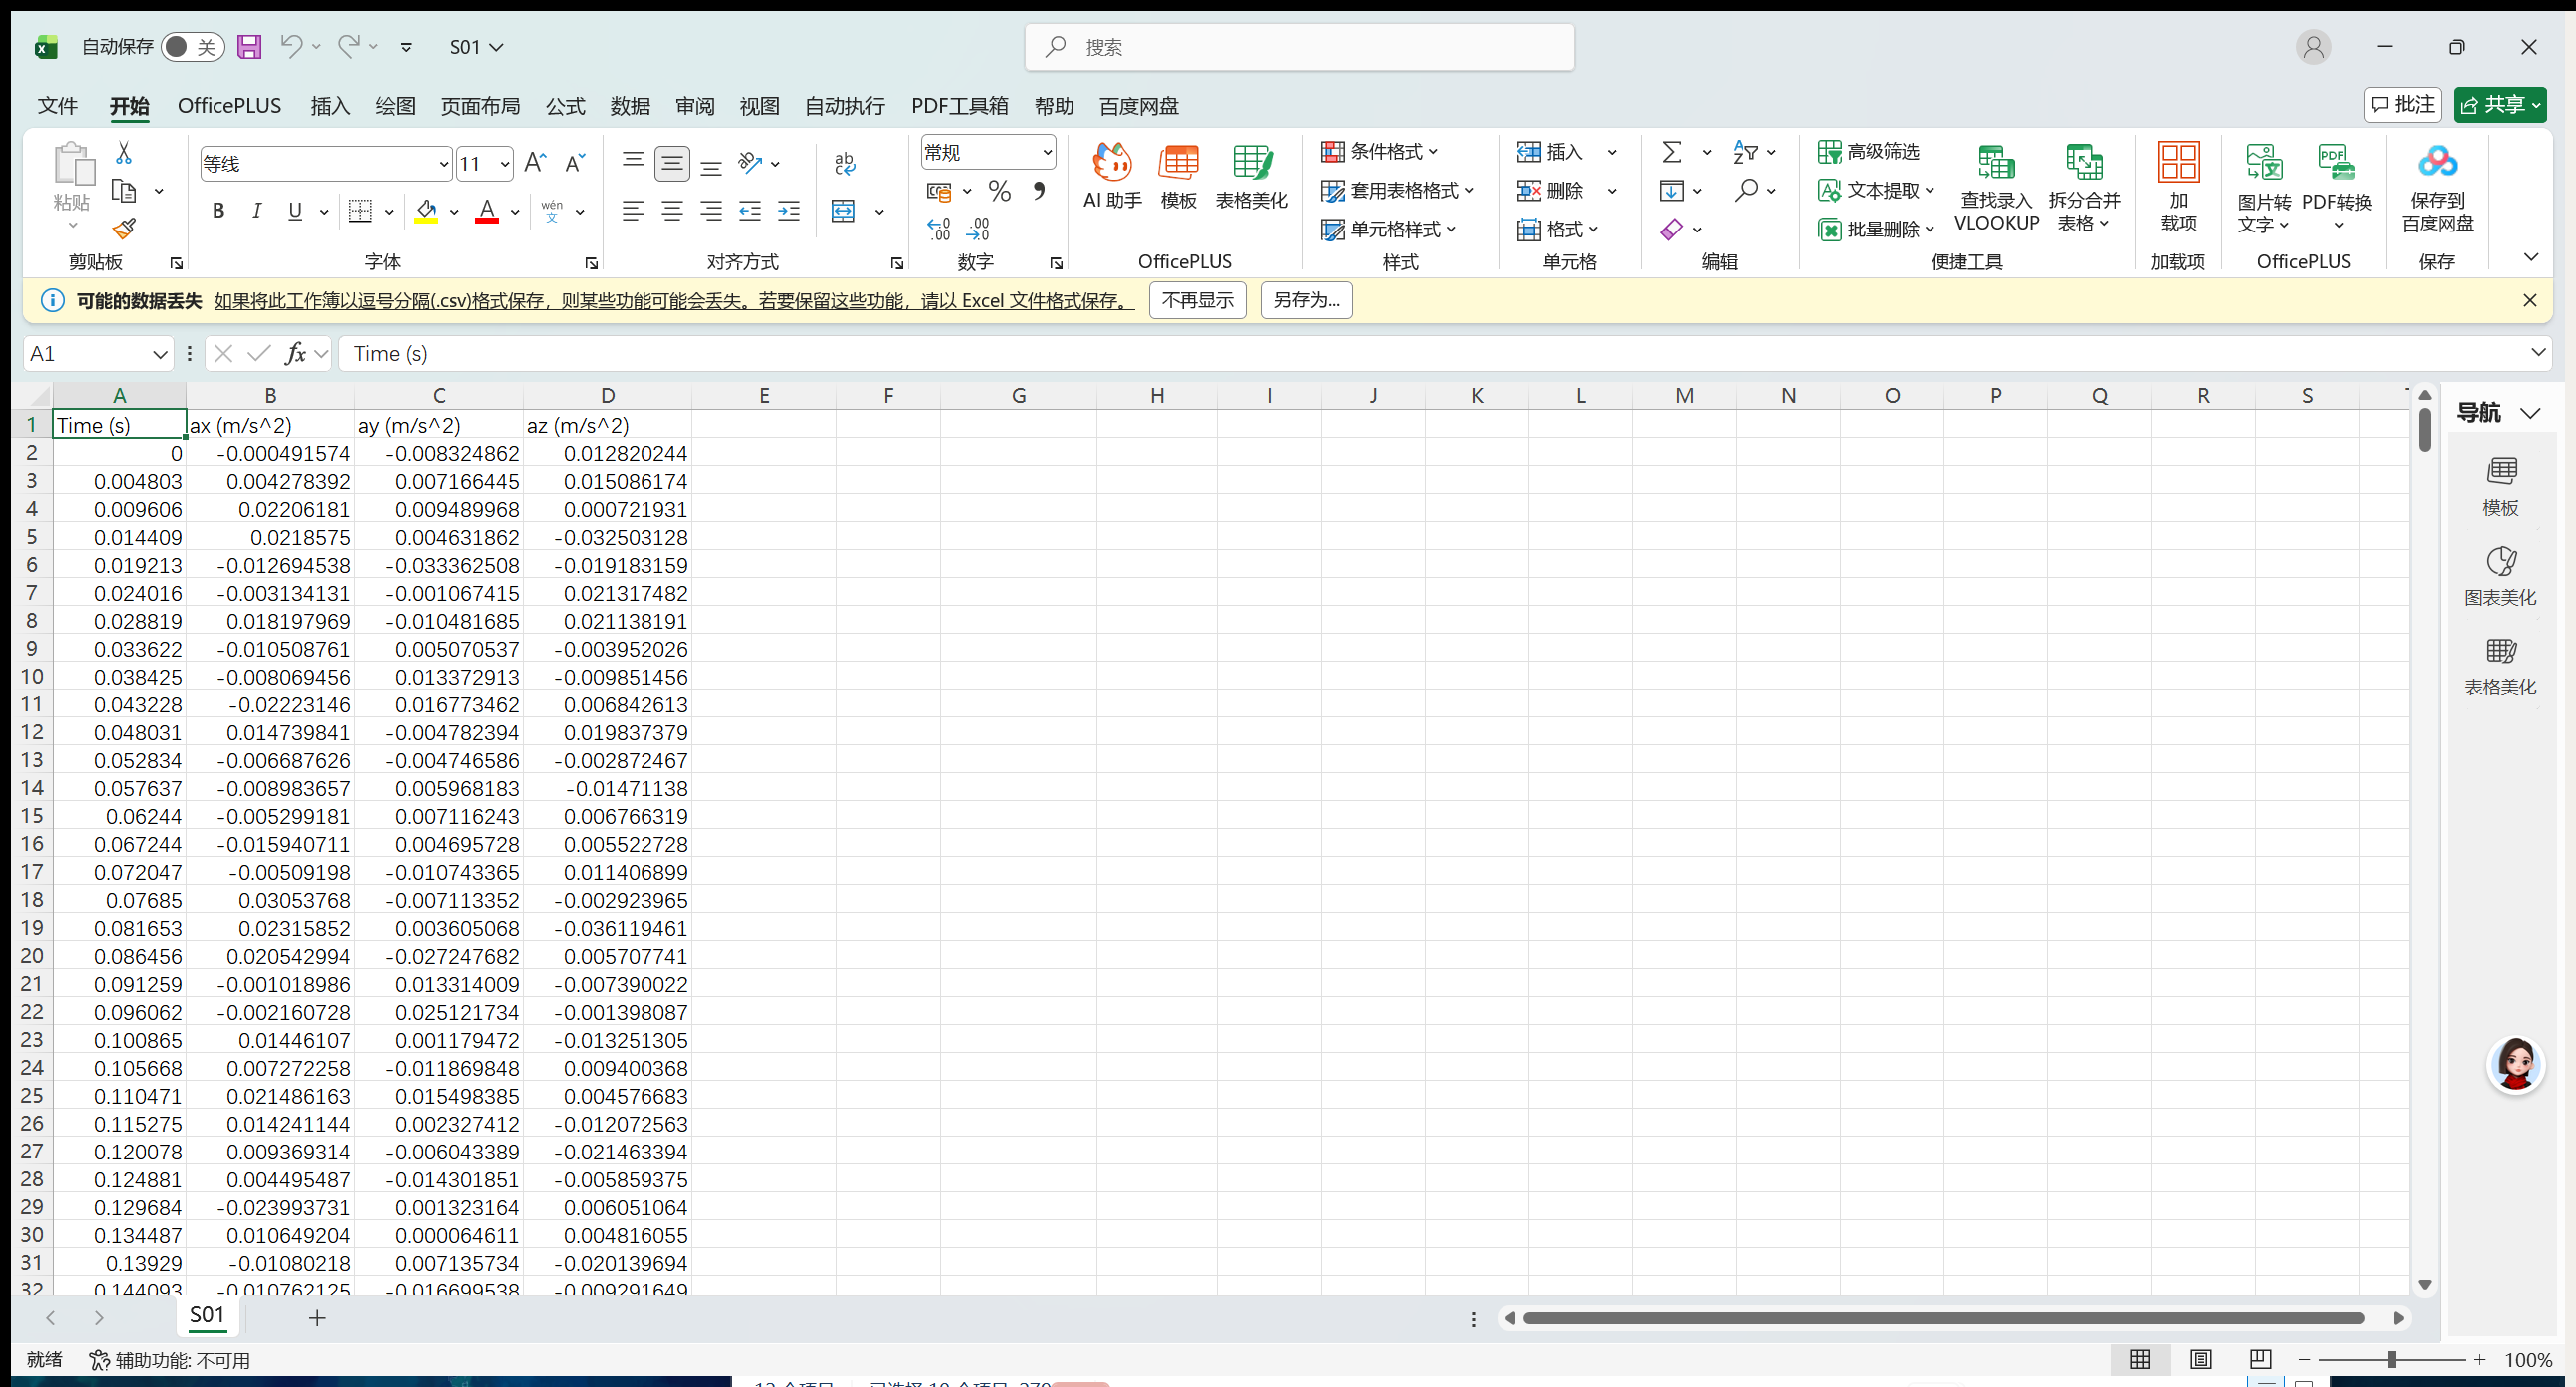 自动保存 关 S01 搜索
文件 开始 OfficePLUS 插入 绘图 页面布局 公式 数据 审阅 视图 自动执行 PDF工具箱 帮助 百度网盘 批注 共享
粘贴
剪贴板
等线 11
B I U wén 文
字体
ab
对齐方式
常规
% .00 .00
数字
AI 助手 模板 表格美化
OfficePLUS
条件格式
套用表格格式
单元格样式
样式
插入
删除
格式
单元格
编辑
高级筛选
文本提取
批量删除
查找录入 VLOOKUP
拆分合并表格
便捷工具
加载项
加载项
图片转文字
PDF转换
OfficePLUS
保存到百度网盘
保存
可能的数据丢失 如果将此工作簿以逗号分隔(.csv)格式保存，则某些功能可能会丢失。若要保留这些功能，请以 Excel 文件格式保存。 不再显示 另存为...
A1 fx Time (s)
A B C D E F G H I J K L M N O P Q R S
1 Time (s) ax (m/s^2) ay (m/s^2) az (m/s^2)
2 0 -0.000491574 -0.008324862 0.012820244
3 0.004803 0.004278392 0.007166445 0.015086174
4 0.009606 0.02206181 0.009489968 0.000721931
5 0.014409 0.0218575 0.004631862 -0.032503128
6 0.019213 -0.012694538 -0.033362508 -0.019183159
7 0.024016 -0.003134131 -0.001067415 0.021317482
8 0.028819 0.018197969 -0.010481685 0.021138191
9 0.033622 -0.010508761 0.005070537 -0.003952026
10 0.038425 -0.008069456 0.013372913 -0.009851456
11 0.043228 -0.02223146 0.016773462 0.006842613
12 0.048031 0.014739841 -0.004782394 0.019837379
13 0.052834 -0.006687626 -0.004746586 -0.002872467
14 0.057637 -0.008983657 0.005968183 -0.01471138
15 0.06244 -0.005299181 0.007116243 0.006766319
16 0.067244 -0.015940711 0.004695728 0.005522728
17 0.072047 -0.00509198 -0.010743365 0.011406899
18 0.07685 0.03053768 -0.007113352 -0.002923965
19 0.081653 0.02315852 0.003605068 -0.036119461
20 0.086456 0.020542994 -0.027247682 0.005707741
21 0.091259 -0.001018986 0.013314009 -0.007390022
22 0.096062 -0.002160728 0.025121734 -0.001398087
23 0.100865 0.01446107 0.001179472 -0.013251305
24 0.105668 0.007272258 -0.011869848 0.009400368
25 0.110471 0.021486163 0.015498385 0.004576683
26 0.115275 0.014241144 0.002327412 -0.012072563
27 0.120078 0.009369314 -0.006043389 -0.021463394
28 0.124881 0.004495487 -0.014301851 -0.005859375
29 0.129684 -0.023993731 0.001323164 0.006051064
30 0.134487 0.010649204 0.000064611 0.004816055
31 0.13929 -0.01080218 0.007135734 -0.020139694
32 0.144093 -0.010762125 -0.016699538 -0.009291649
导航
模板
图表美化
表格美化
S01
就绪 辅助功能: 不可用 100%